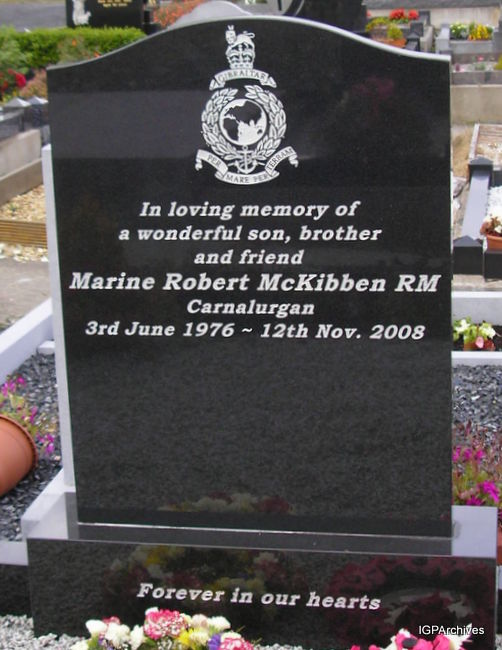 GIBRALTAR
PER MARE PER TERRAM
In loving memory of
a wonderful son, brother
and friend
Marine Robert McKibben RM
Carnalurgan
3rd June 1976 ~ 12th Nov. 2008
Forever in our hearts
IGPArchives